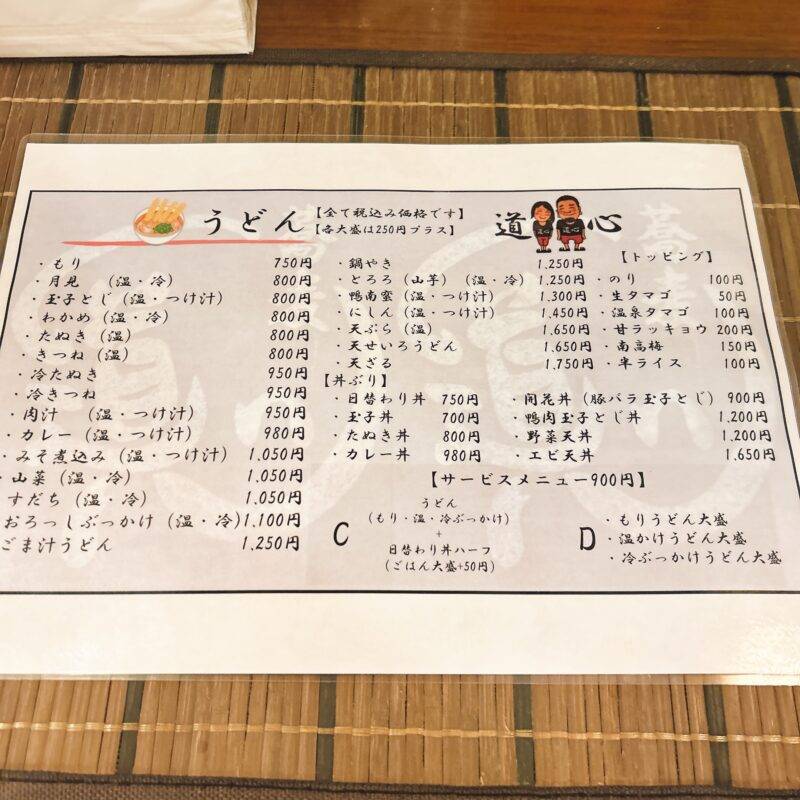 うどん
【全て税込み価格です】
【各大盛は250円プラス】
道心
・もり 750円
・月見 (温・冷) 800円
・玉子とじ (温・つけ汁) 800円
・わかめ (温・冷) 800円
・たぬき (温) 800円
・きつね (温) 800円
・冷たぬき 950円
・冷きつね 950円
・肉汁 (温・つけ汁) 950円
・カレー (温・つけ汁) 980円
・みそ煮込み (温・つけ汁) 1,050円
・山菜 (温・冷) 1,050円
すだち (温・冷) 1,050円
おろっしぶっかけ (温・冷) 1,100円
ごま汁うどん 1,250円
・鍋やき 1,250円
・とろろ (山芋) (温・冷) 1,250円
・鴨南蛮 (温・つけ汁) 1,300円
・にしん (温・つけ汁) 1,450円
・天ぷら (温) 1,650円
・天せいろうどん 1,650円
・天ざる 1,750円
【トッピング】
・のり 100円
・生タマゴ 50円
・温泉タマゴ 100円
・甘ラッキョウ 200円
・南高梅 150円
・半ライス 100円
【丼ぶり】
・日替わり丼 750円
・玉子丼 700円
・たぬき丼 800円
・カレー丼 980円
・開花丼 (豚バラ玉子とじ) 900円
・鴨肉玉子とじ丼 1,200円
・野菜天丼 1,200円
・エビ天丼 1,650円
【サービスメニュー900円】
C
うどん
(もり・温・冷ぶっかけ)
+
日替わり丼ハーフ
(ごはん大盛+50円)
D
・もりうどん大盛
・温かけうどん大盛
・冷ぶっかけうどん大盛